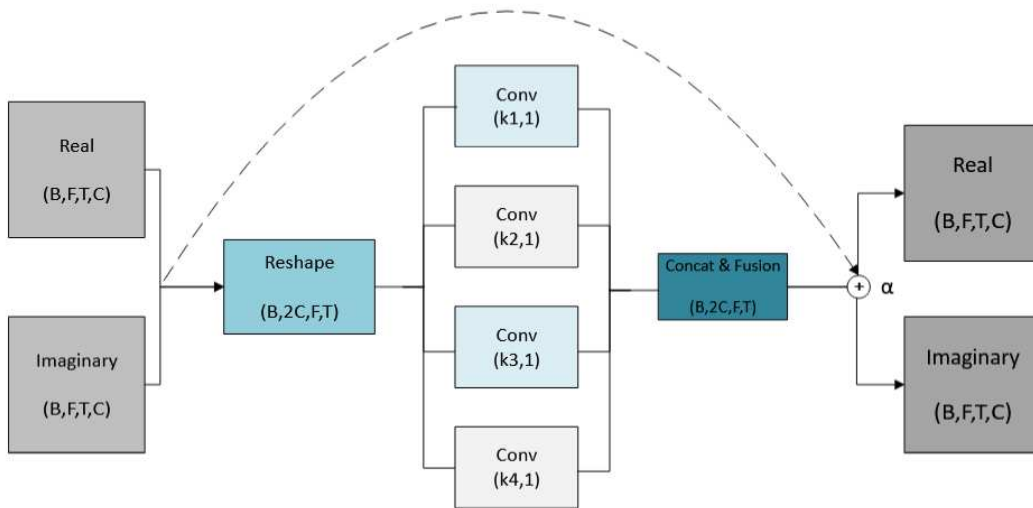 Real
(B,F,T,C)
Imaginary
(B,F,T,C)
Reshape
(B,2C,F,T)
Conv
(k1,1)
Conv
(k2,1)
Conv
(k3,1)
Conv
(k4,1)
Concat & Fusion
(B,2C,F,T)
+ α
Real
(B,F,T,C)
Imaginary
(B,F,T,C)